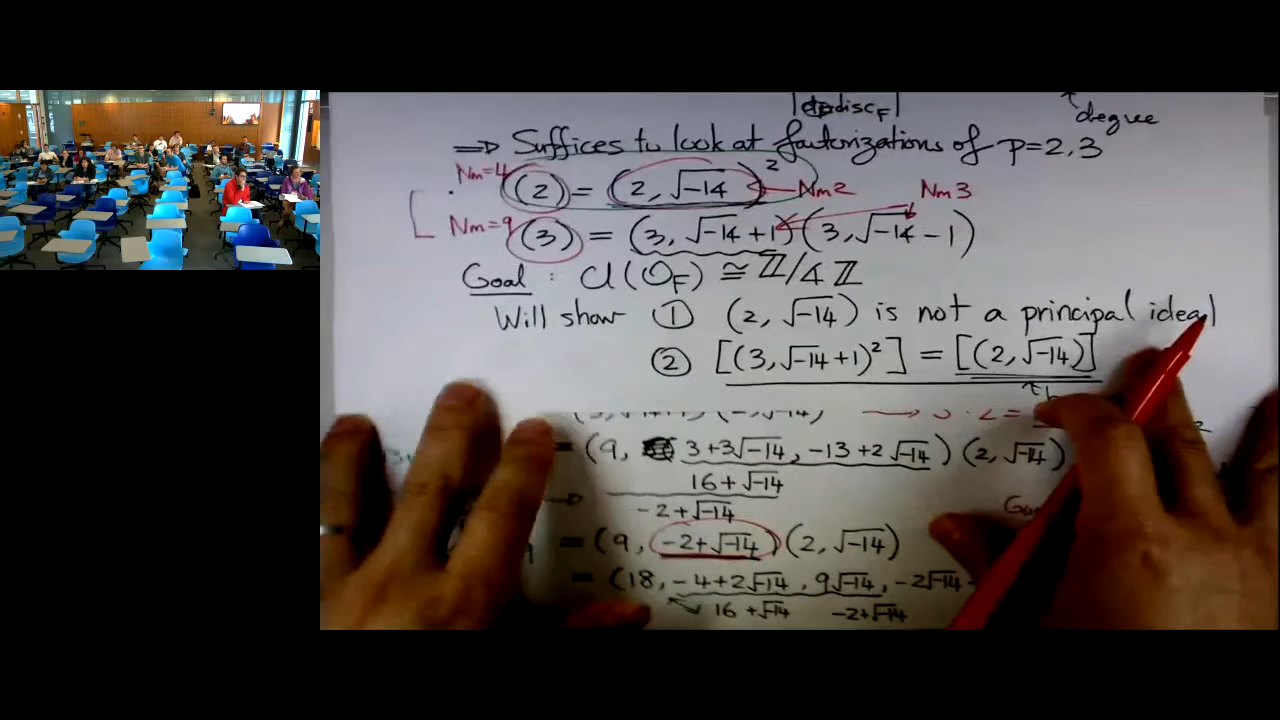 disc_F
degree
⇒ Suffices to look at factorizations of p=2,3
Nm=4 (2) = (2, √-14)² ← Nm 2 Nm 3
Nm=9 (3) = (3, √-14 + 1)(3, √-14 - 1)
Goal : Cl(O_F) ≅ ℤ/4ℤ
Will show ① (2, √-14) is not a principal ideal
② [(3, √-14+1)²] = [(2, √-14)]
= (9, 3+3√-14, -13+2√-14)(2, √-14)
16+√-14
-2+√-14
= (9, -2+√-14)(2, √-14)
= (18, -4+2√-14, 9√-14, -2√-14
16+√-14 -2+√-14